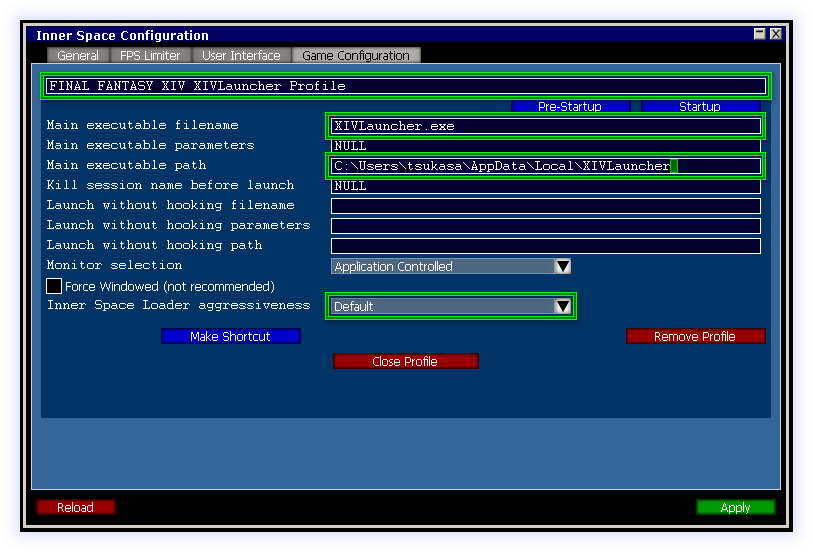 Inner Space Configuration
General FPS Limiter User Interface Game Configuration
FINAL FANTASY XIV XIVLauncher Profile
Pre-Startup Startup
Main executable filename XIVLauncher.exe
Main executable parameters NULL
Main executable path C:\Users\tsukasa\AppData\Local\XIVLauncher
Kill session name before launch NULL
Launch without hooking filename
Launch without hooking parameters
Launch without hooking path
Monitor selection Application Controlled
Force Windowed (not recommended)
Inner Space Loader aggressiveness Default
Make Shortcut Remove Profile
Close Profile
Reload Apply